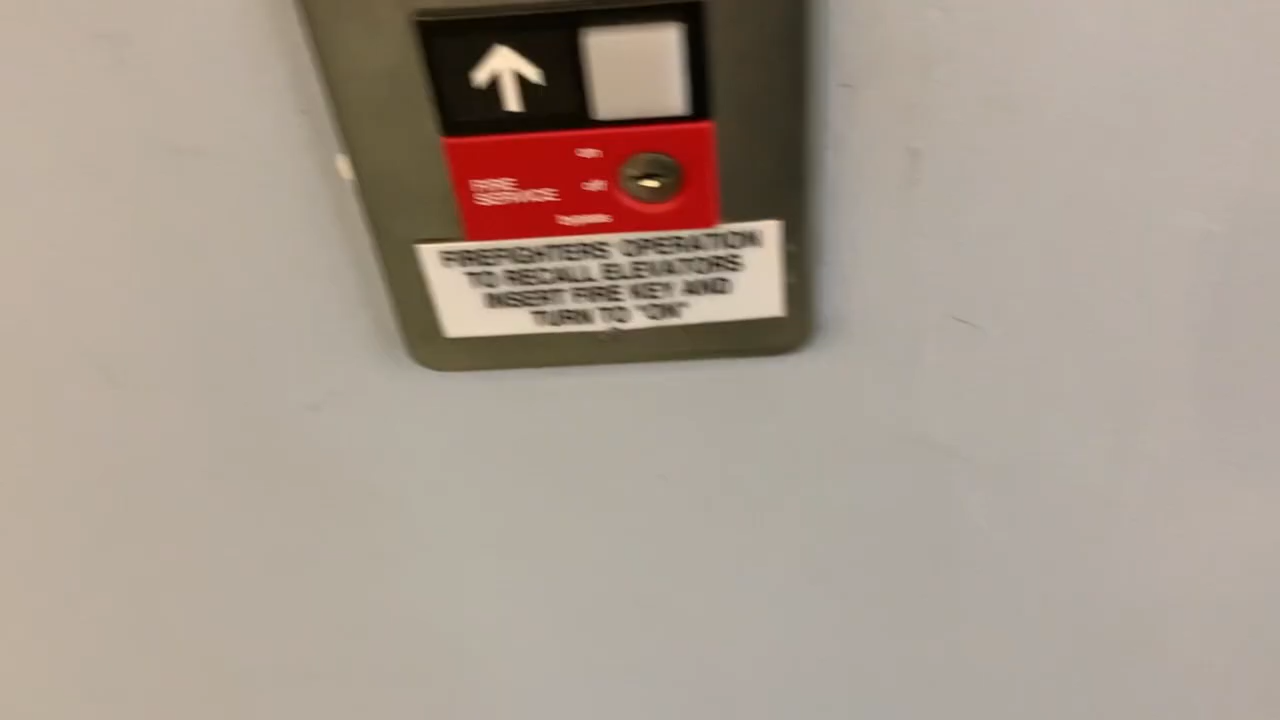 on
FIRE
SERVICE
off
bypass
FIREFIGHTERS OPERATION
TO RECALL ELEVATORS
INSERT FIRE KEY AND
TURN TO "ON"